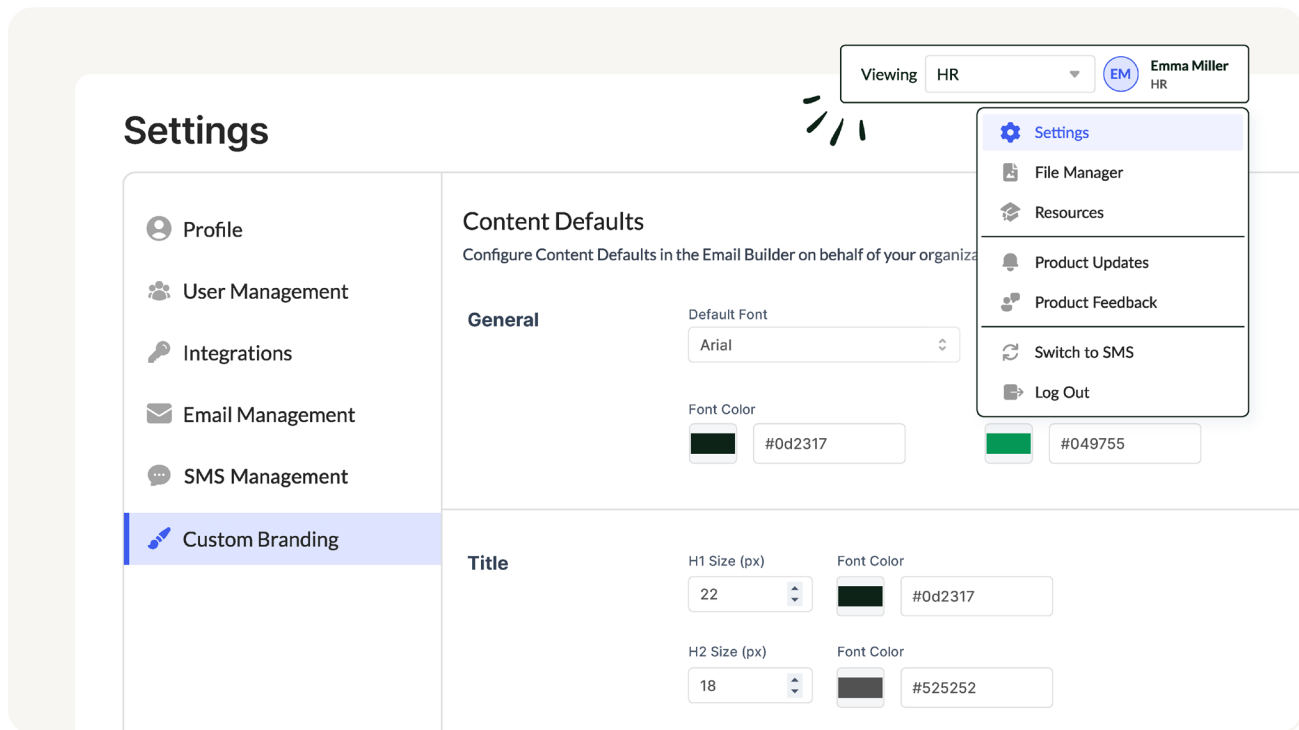 Viewing
HR
EM
Emma Miller
HR
Settings
Settings
File Manager
Resources
Product Updates
Product Feedback
Switch to SMS
Log Out
Profile
User Management
Integrations
Email Management
SMS Management
Custom Branding
Content Defaults
Configure Content Defaults in the Email Builder on behalf of your organiza
General
Default Font
Arial
Font Color
#0d2317
#049755
Title
H1 Size (px)
Font Color
22
#0d2317
H2 Size (px)
Font Color
18
#525252